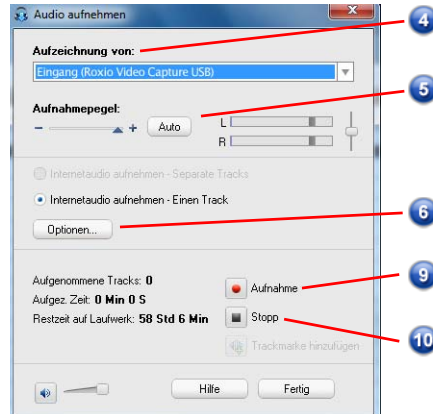 Audio aufnehmen
4
Aufzeichnung von:
Eingang (Roxio Video Capture USB)
5
Aufnahmepegel:
- + Auto L
R
Internetaudio aufnehmen - Separate Tracks
Internetaudio aufnehmen - Einen Track
6
Optionen...
9
Aufgenommene Tracks: 0
Aufnahme
Aufgez. Zeit: 0 Min 0 S
Restzeit auf Laufwerk: 58 Std 6 Min
Stopp
10
Trackmarke hinzufügen
Hilfe Fertig